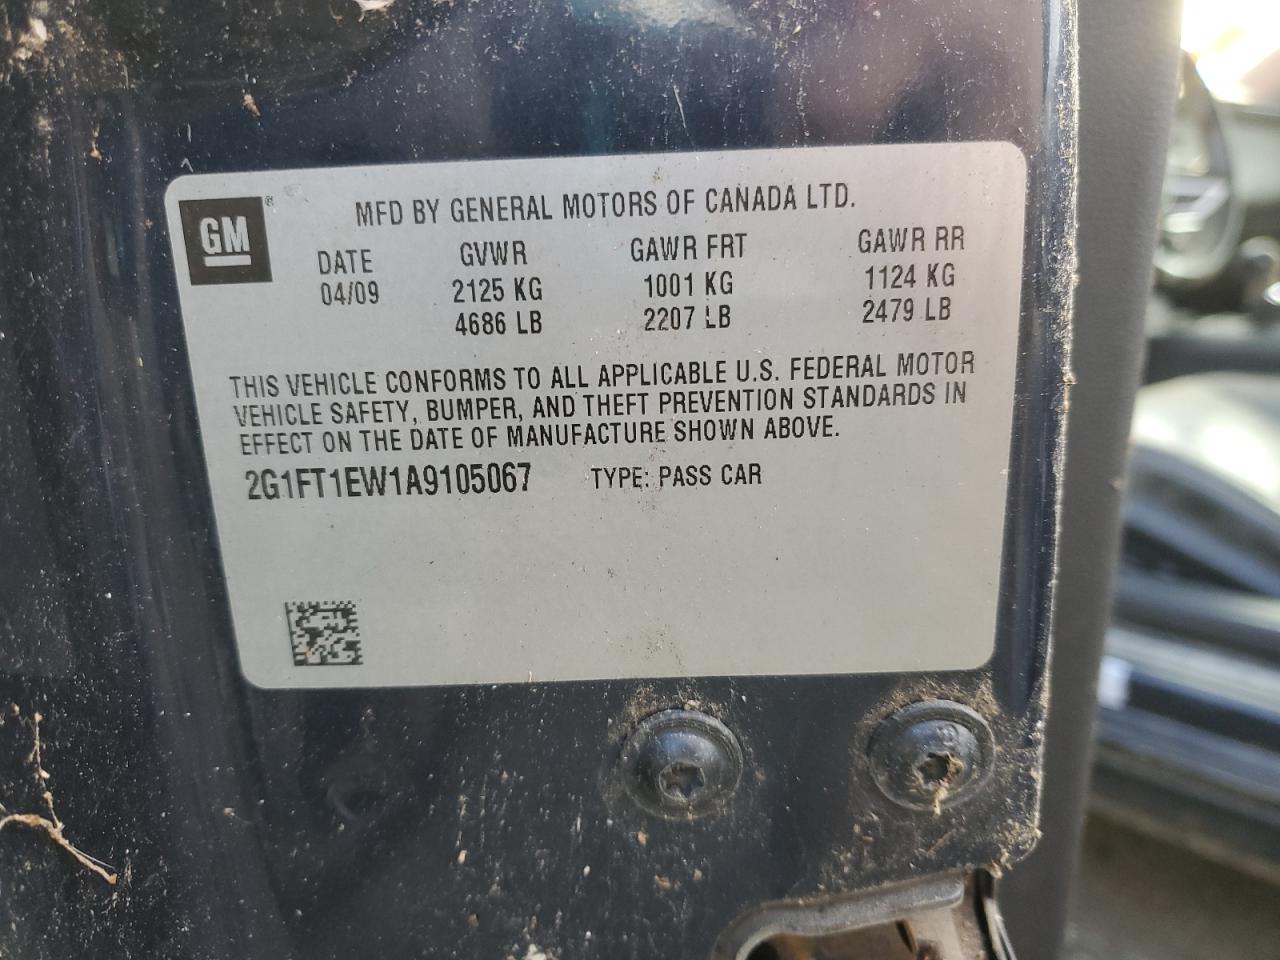 GM
MFD BY GENERAL MOTORS OF CANADA LTD.
DATE GVWR GAWR FRT GAWR RR
04/09 2125 KG 1001 KG 1124 KG
4686 LB 2207 LB 2479 LB
THIS VEHICLE CONFORMS TO ALL APPLICABLE U.S. FEDERAL MOTOR
VEHICLE SAFETY, BUMPER, AND THEFT PREVENTION STANDARDS IN
EFFECT ON THE DATE OF MANUFACTURE SHOWN ABOVE.
2G1FT1EW1A9105067 TYPE: PASS CAR